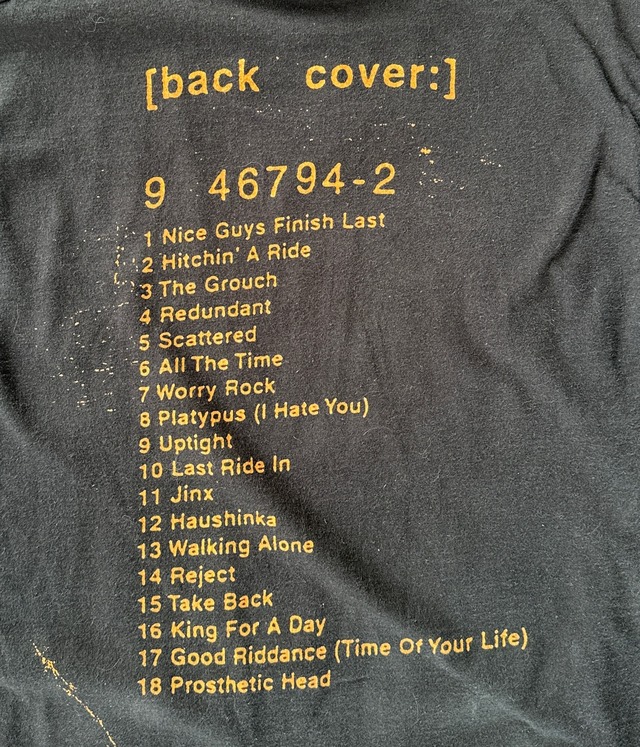 [back cover:]
9 46794-2
1 Nice Guys Finish Last
2 Hitchin' A Ride
3 The Grouch
4 Redundant
5 Scattered
6 All The Time
7 Worry Rock
8 Platypus (I Hate You)
9 Uptight
10 Last Ride In
11 Jinx
12 Haushinka
13 Walking Alone
14 Reject
15 Take Back
16 King For A Day
17 Good Riddance (Time Of Your Life)
18 Prosthetic Head